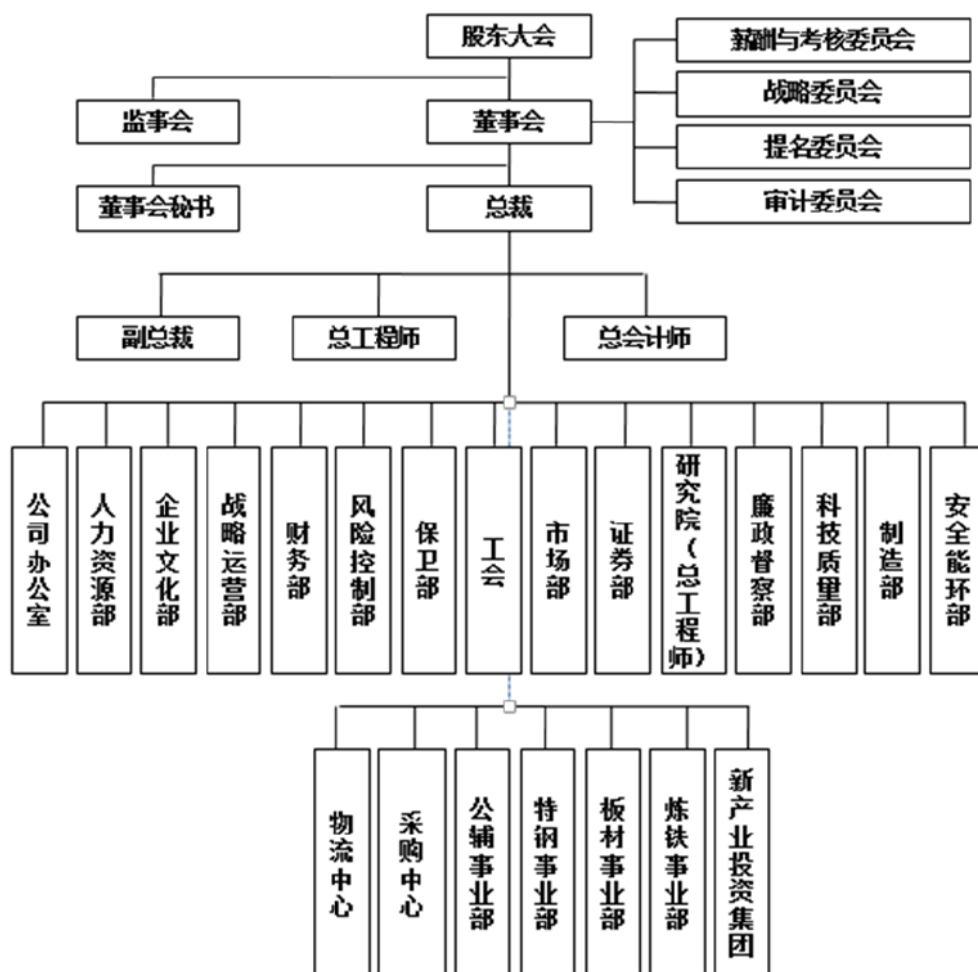 股东大会
薪酬与考核委员会
战略委员会
监事会
董事会
提名委员会
审计委员会
董事会秘书
总裁
副总裁
总工程师
总会计师
公司办公室
人力资源部
企业文化部
战略运营部
财务部
风险控制部
保卫部
工会
市场部
证券部
研究院（总工程师）
廉政督察部
科技质量部
制造部
安全能环部
物流中心
采购中心
公辅事业部
特钢事业部
板材事业部
炼铁事业部
新产业投资集团